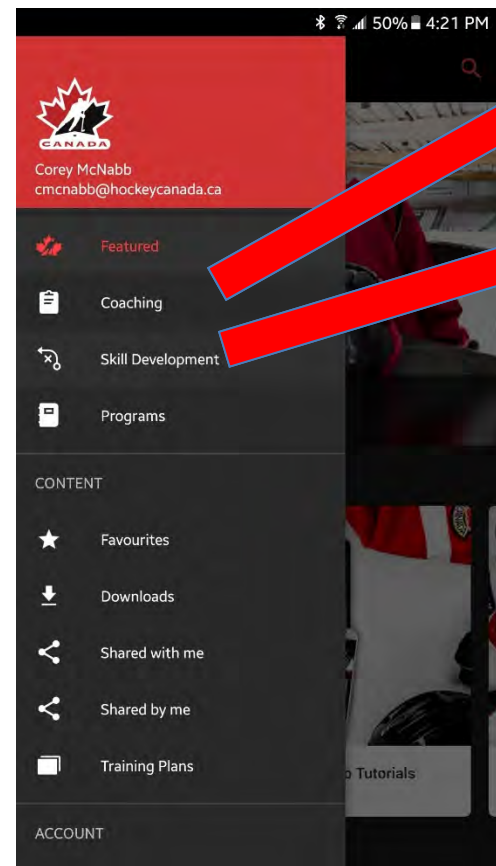 50% 4:21 PM
CANADA
Corey McNabb
cmcnabb@hockeycanada.ca
Featured
Coaching
Skill Development
Programs
CONTENT
Favourites
Downloads
Shared with me
Shared by me
Training Plans
Tutorials
ACCOUNT